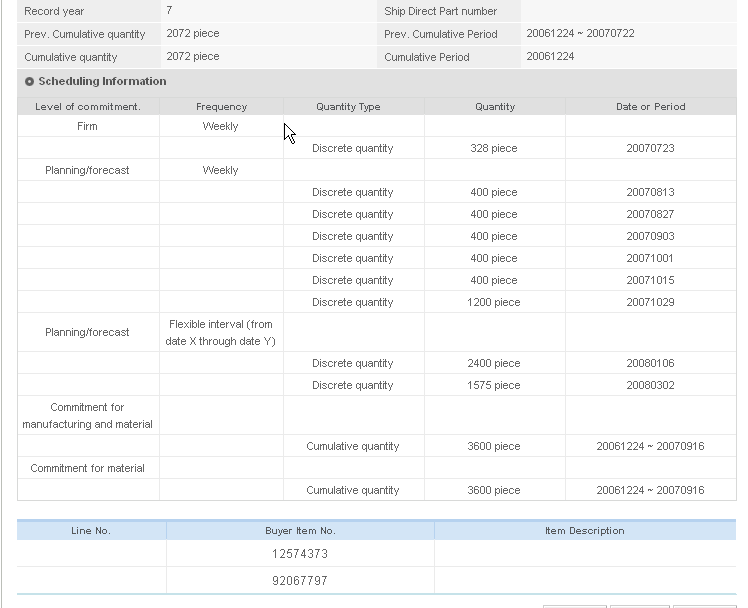 Record year 7 Ship Direct Part number
Prev. Cumulative quantity 2072 piece Prev. Cumulative Period 20061224 ~ 20070722
Cumulative quantity 2072 piece Cumulative Period 20061224
Scheduling Information
Level of commitment. Frequency Quantity Type Quantity Date or Period
Firm Weekly
Discrete quantity 328 piece 20070723
Planning/forecast Weekly
Discrete quantity 400 piece 20070813
Discrete quantity 400 piece 20070827
Discrete quantity 400 piece 20070903
Discrete quantity 400 piece 20071001
Discrete quantity 400 piece 20071015
Discrete quantity 1200 piece 20071029
Planning/forecast Flexible interval (from
date X through date Y)
Discrete quantity 2400 piece 20080106
Discrete quantity 1575 piece 20080302
Commitment for
manufacturing and material
Cumulative quantity 3600 piece 20061224 ~ 20070916
Commitment for material
Cumulative quantity 3600 piece 20061224 ~ 20070916
Line No. Buyer Item No. Item Description
12574373
92067797